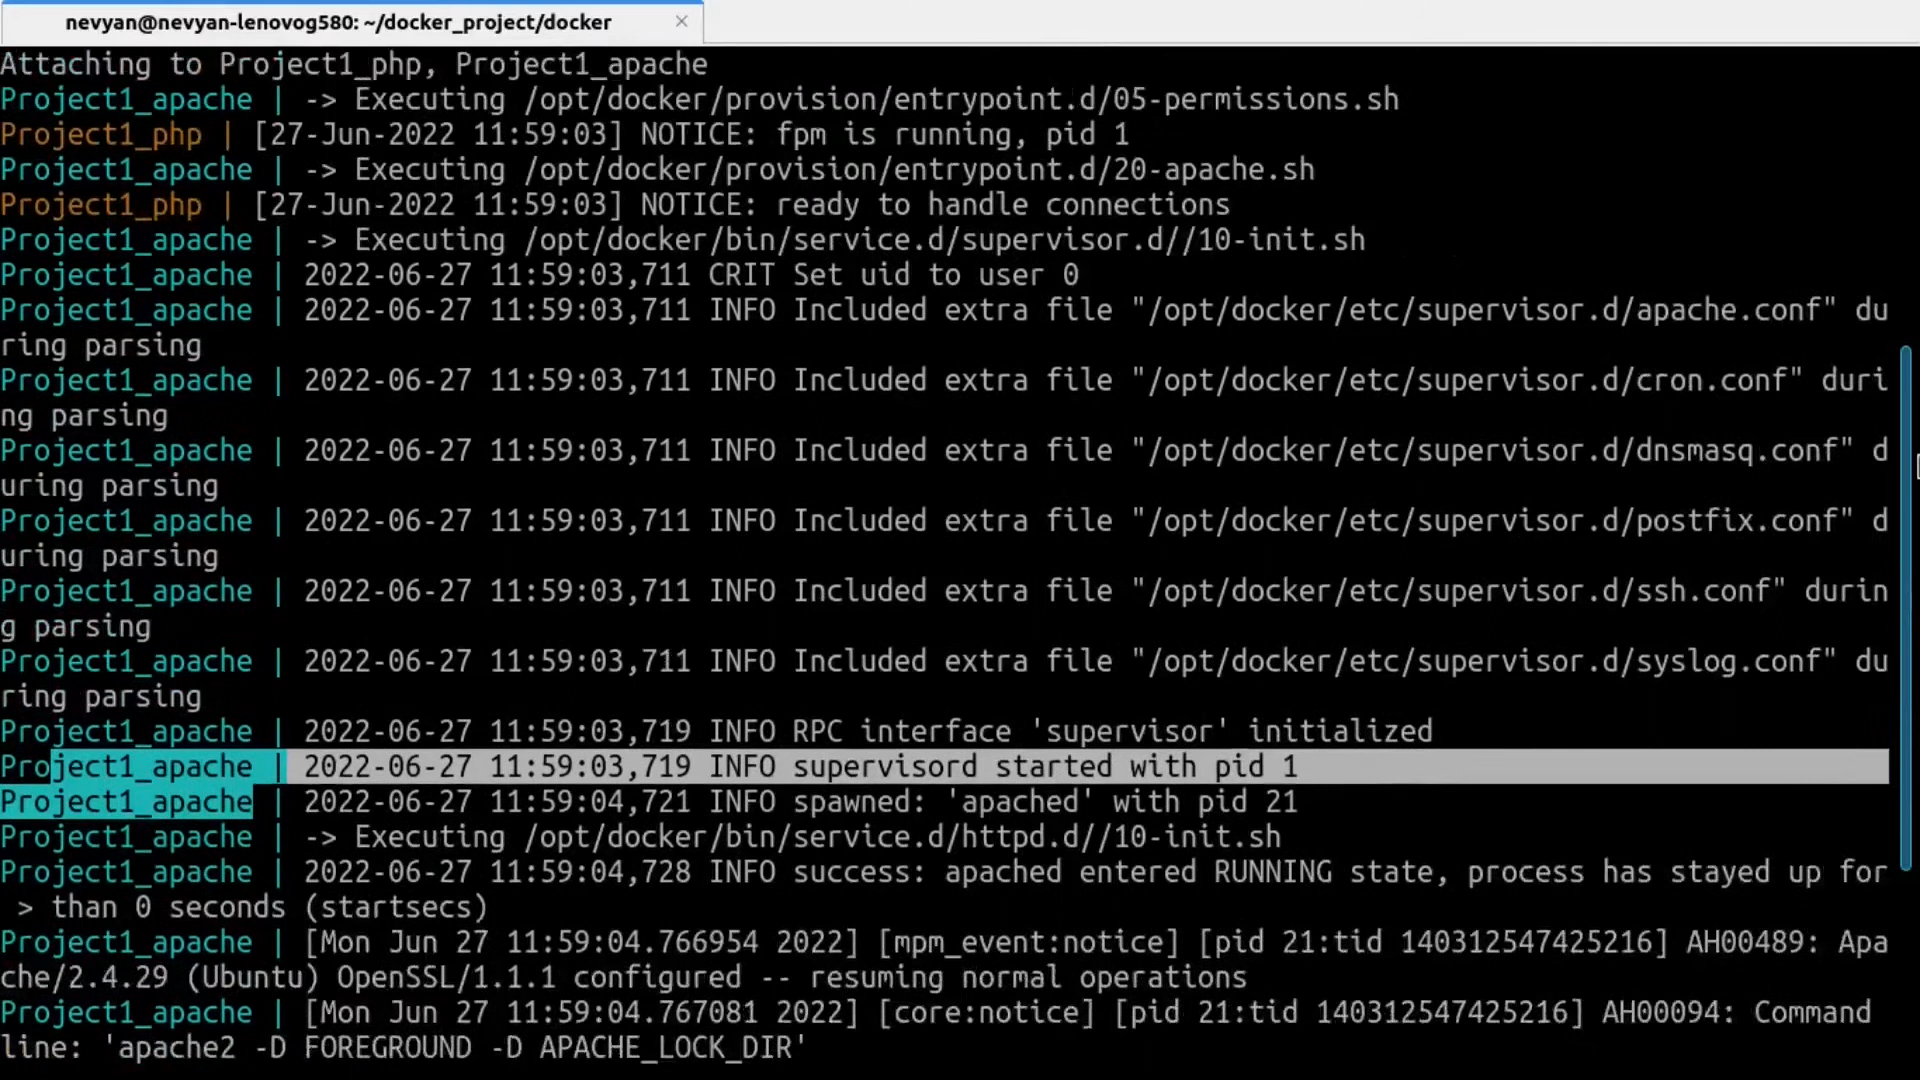 nevyan@nevyan-lenovog580: ~/docker_project/docker ×
Attaching to Project1_php, Project1_apache
Project1_apache | -> Executing /opt/docker/provision/entrypoint.d/05-permissions.sh
Project1_php | [27-Jun-2022 11:59:03] NOTICE: fpm is running, pid 1
Project1_apache | -> Executing /opt/docker/provision/entrypoint.d/20-apache.sh
Project1_php | [27-Jun-2022 11:59:03] NOTICE: ready to handle connections
Project1_apache | -> Executing /opt/docker/bin/service.d/supervisor.d//10-init.sh
Project1_apache | 2022-06-27 11:59:03,711 CRIT Set uid to user 0
Project1_apache | 2022-06-27 11:59:03,711 INFO Included extra file "/opt/docker/etc/supervisor.d/apache.conf" du
ring parsing
Project1_apache | 2022-06-27 11:59:03,711 INFO Included extra file "/opt/docker/etc/supervisor.d/cron.conf" duri
ng parsing
Project1_apache | 2022-06-27 11:59:03,711 INFO Included extra file "/opt/docker/etc/supervisor.d/dnsmasq.conf" d
uring parsing
Project1_apache | 2022-06-27 11:59:03,711 INFO Included extra file "/opt/docker/etc/supervisor.d/postfix.conf" d
uring parsing
Project1_apache | 2022-06-27 11:59:03,711 INFO Included extra file "/opt/docker/etc/supervisor.d/ssh.conf" durin
g parsing
Project1_apache | 2022-06-27 11:59:03,711 INFO Included extra file "/opt/docker/etc/supervisor.d/syslog.conf" du
ring parsing
Project1_apache | 2022-06-27 11:59:03,719 INFO RPC interface 'supervisor' initialized
Project1_apache | 2022-06-27 11:59:03,719 INFO supervisord started with pid 1
Project1_apache | 2022-06-27 11:59:04,721 INFO spawned: 'apached' with pid 21
Project1_apache | -> Executing /opt/docker/bin/service.d/httpd.d//10-init.sh
Project1_apache | 2022-06-27 11:59:04,728 INFO success: apached entered RUNNING state, process has stayed up for
 > than 0 seconds (startsecs)
Project1_apache | [Mon Jun 27 11:59:04.766954 2022] [mpm_event:notice] [pid 21:tid 140312547425216] AH00489: Apa
che/2.4.29 (Ubuntu) OpenSSL/1.1.1 configured -- resuming normal operations
Project1_apache | [Mon Jun 27 11:59:04.767081 2022] [core:notice] [pid 21:tid 140312547425216] AH00094: Command
line: 'apache2 -D FOREGROUND -D APACHE_LOCK_DIR'